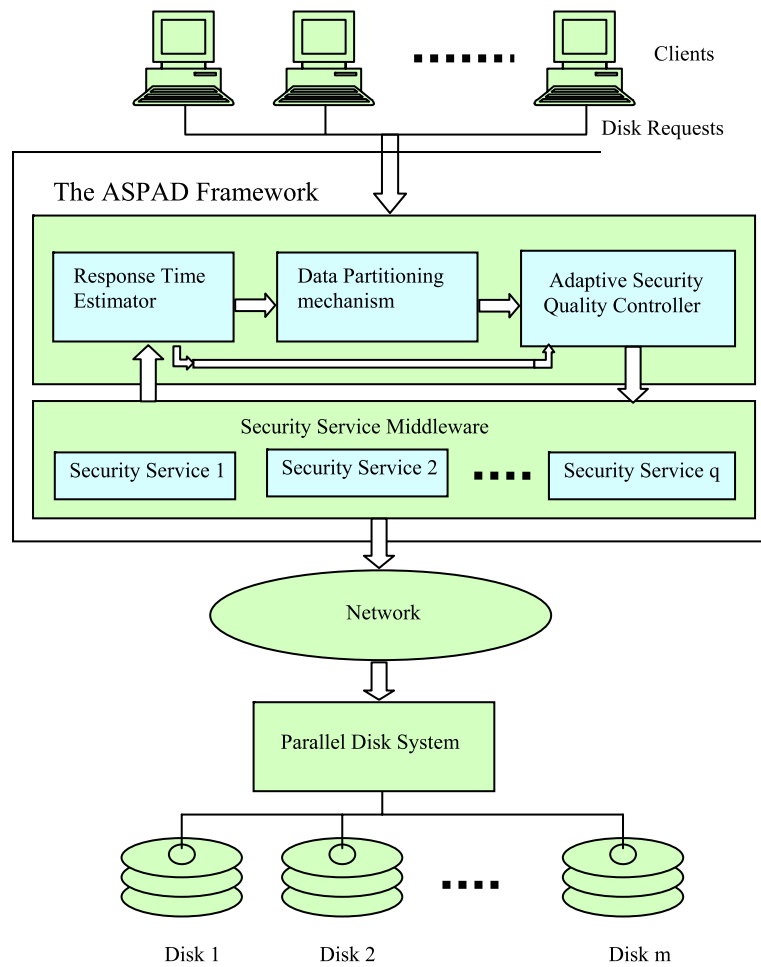 Clients
Disk Requests
The ASPAD Framework
Response Time
Estimator
Data Partitioning
mechanism
Adaptive Security
Quality Controller
Security Service Middleware
Security Service 1
Security Service 2
Security Service q
Network
Parallel Disk System
Disk 1
Disk 2
Disk m